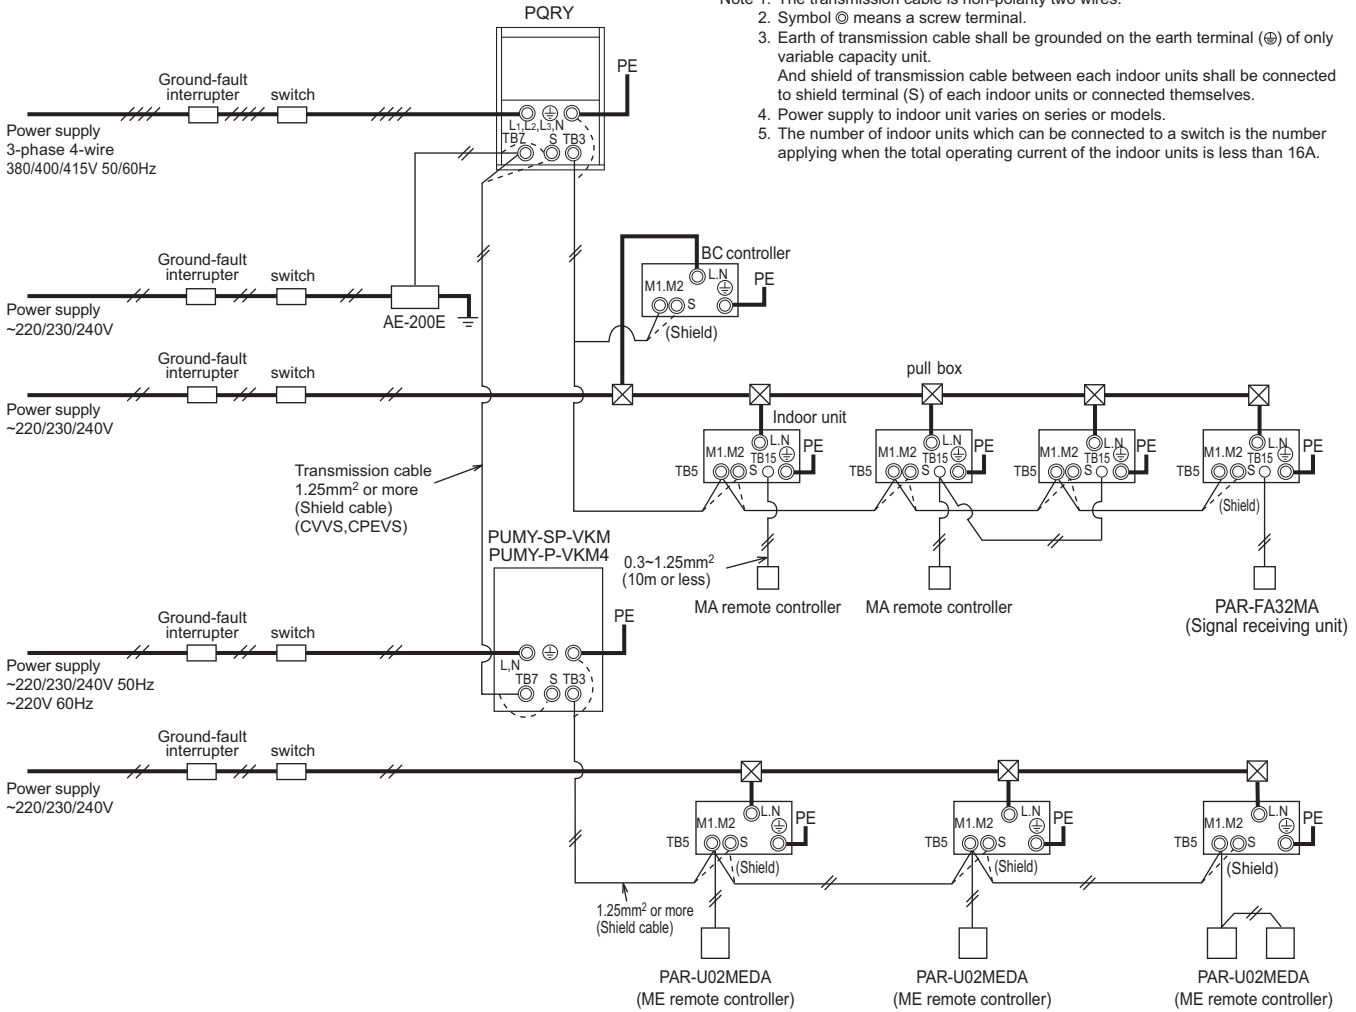 Note 1. The transmission cable is non-polarity two wires.
2. Symbol ◎ means a screw terminal.
3. Earth of transmission cable shall be grounded on the earth terminal (⏚) of only
variable capacity unit.
And shield of transmission cable between each indoor units shall be connected
to shield terminal (S) of each indoor units or connected themselves.
4. Power supply to indoor unit varies on series or models.
5. The number of indoor units which can be connected to a switch is the number
applying when the total operating current of the indoor units is less than 16A.
PQRY
PE
Ground-fault
interrupter
switch
Power supply
3-phase 4-wire
380/400/415V 50/60Hz
L1,L2,L3,N
TB7 S TB3
Ground-fault
interrupter
switch
Power supply
~220/230/240V
AE-200E
BC controller
L.N
M1.M2
S
PE
(Shield)
Ground-fault
interrupter
switch
Power supply
~220/230/240V
pull box
Indoor unit
L.N
PE
M1.M2
TB15
TB5
S
L.N
PE
M1.M2
TB15
TB5
S
L.N
PE
M1.M2
TB15
TB5
S
L.N
PE
M1.M2
TB15
TB5
S
(Shield)
Transmission cable
1.25mm² or more
(Shield cable)
(CVVS,CPEVS)
0.3~1.25mm²
(10m or less)
MA remote controller
MA remote controller
PAR-FA32MA
(Signal receiving unit)
PUMY-SP-VKM
PUMY-P-VKM4
PE
Ground-fault
interrupter
switch
Power supply
~220/230/240V 50Hz
~220V 60Hz
L,N
TB7 S TB3
Ground-fault
interrupter
switch
Power supply
~220/230/240V
L.N
PE
M1.M2
TB5
S
(Shield)
L.N
PE
M1.M2
TB5
S
(Shield)
L.N
PE
M1.M2
TB5
S
(Shield)
1.25mm² or more
(Shield cable)
PAR-U02MEDA
(ME remote controller)
PAR-U02MEDA
(ME remote controller)
PAR-U02MEDA
(ME remote controller)